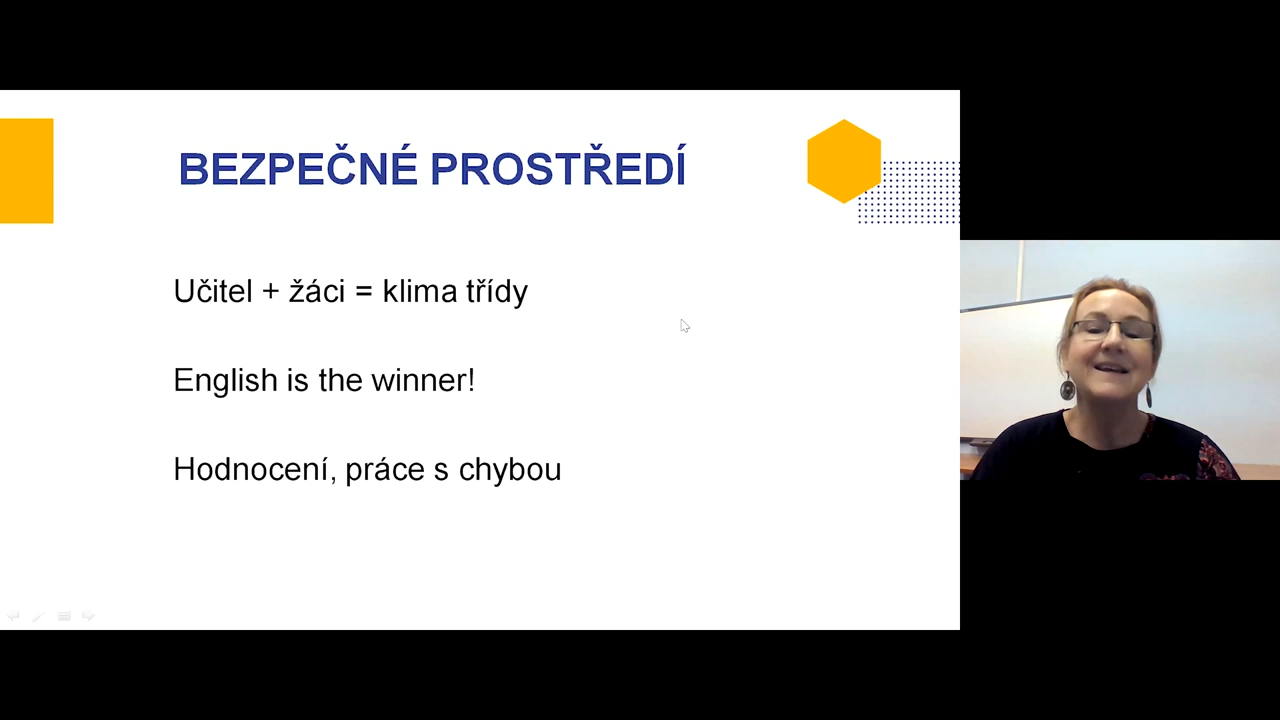 BEZPEČNÉ PROSTŘEDÍ
Učitel + žáci = klima třídy
English is the winner!
Hodnocení, práce s chybou